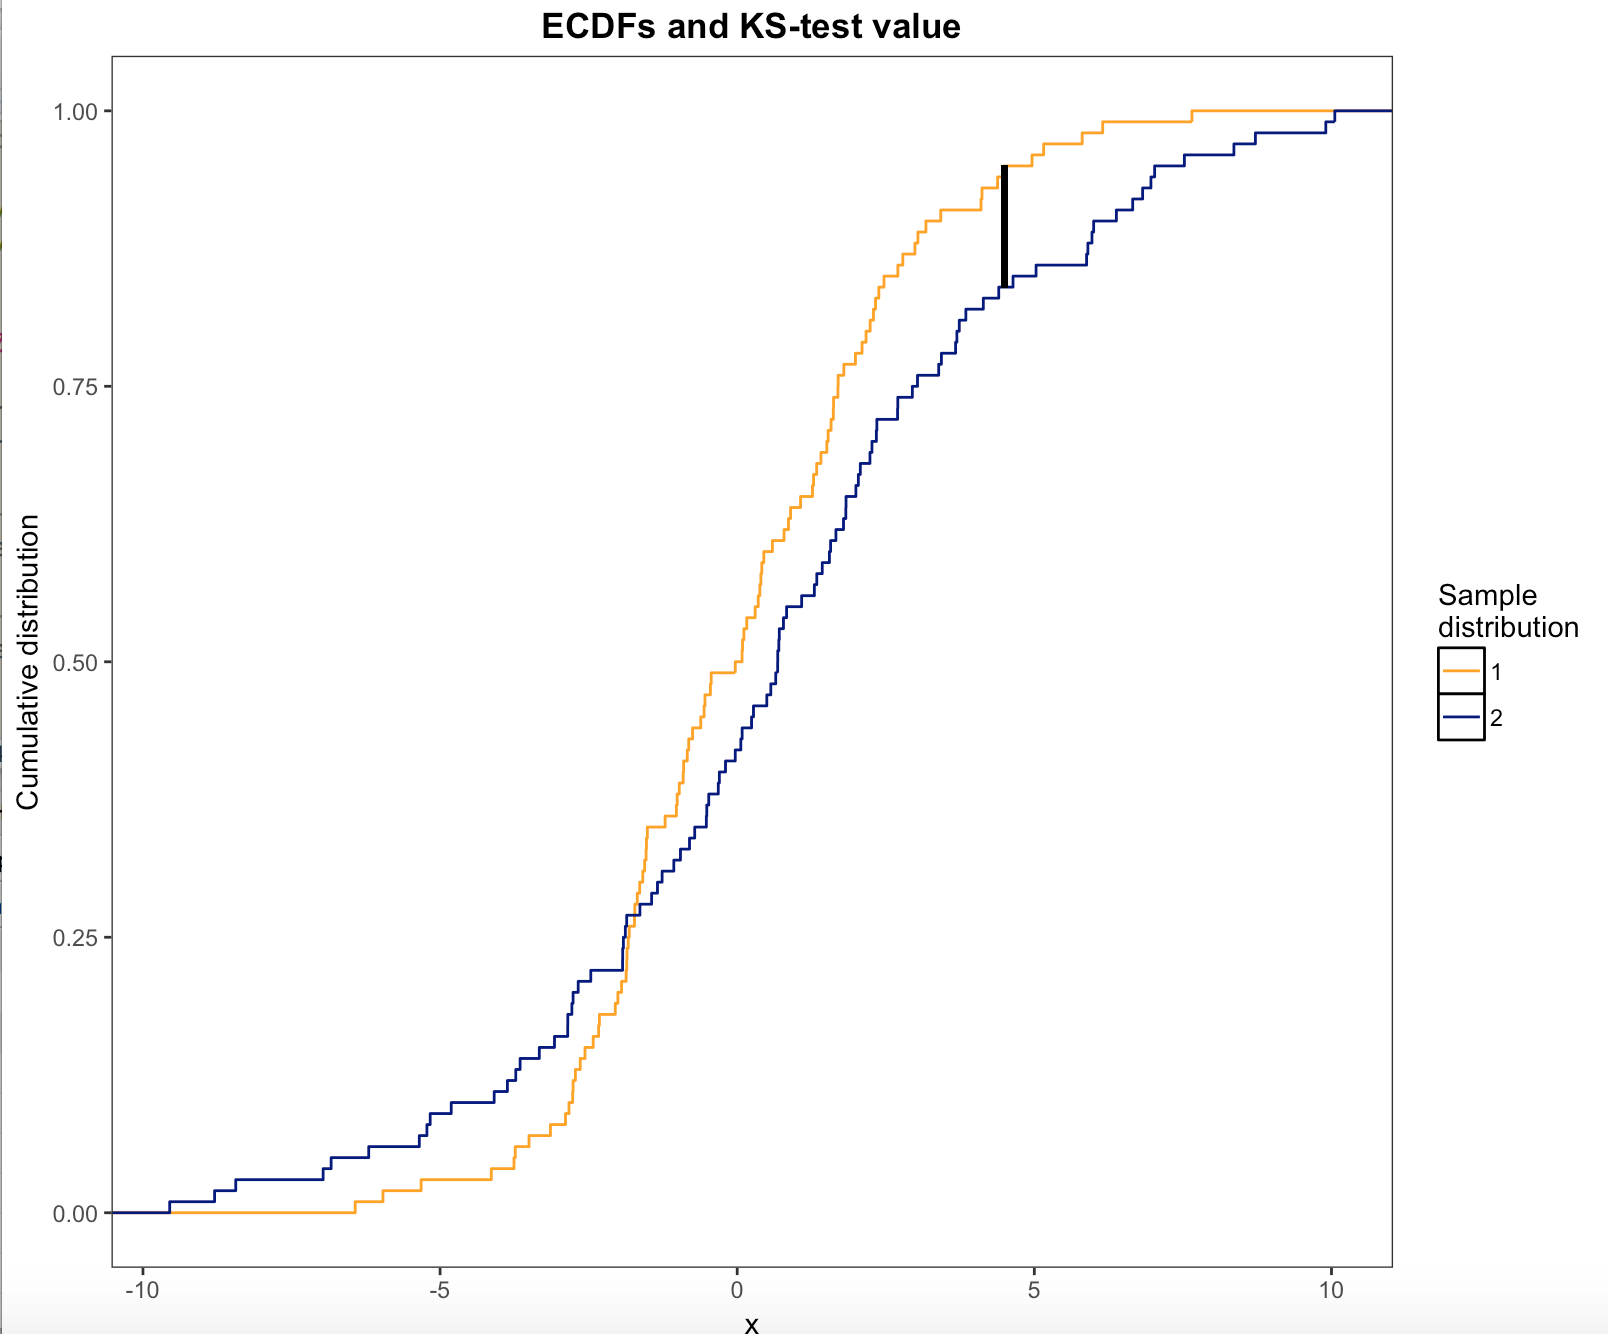 ECDFs and KS-test value
1.00
0.75
0.50
0.25
0.00
Cumulative distribution
-10
-5
0
5
10
x
Sample
distribution
1
2